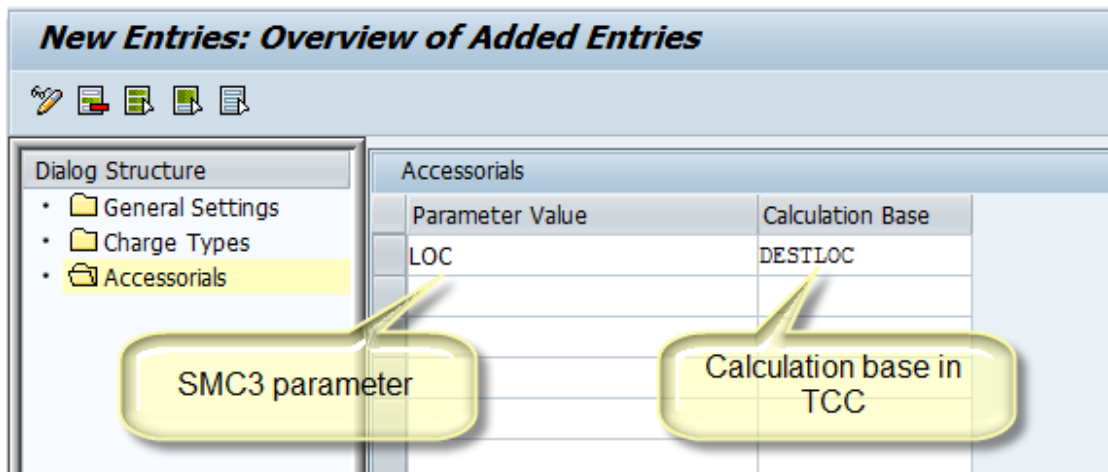 New Entries: Overview of Added Entries
Dialog Structure
General Settings
Charge Types
Accessorials
Accessorials
Parameter Value Calculation Base
LOC DESTLOC
SMC3 parameter
Calculation base in
TCC